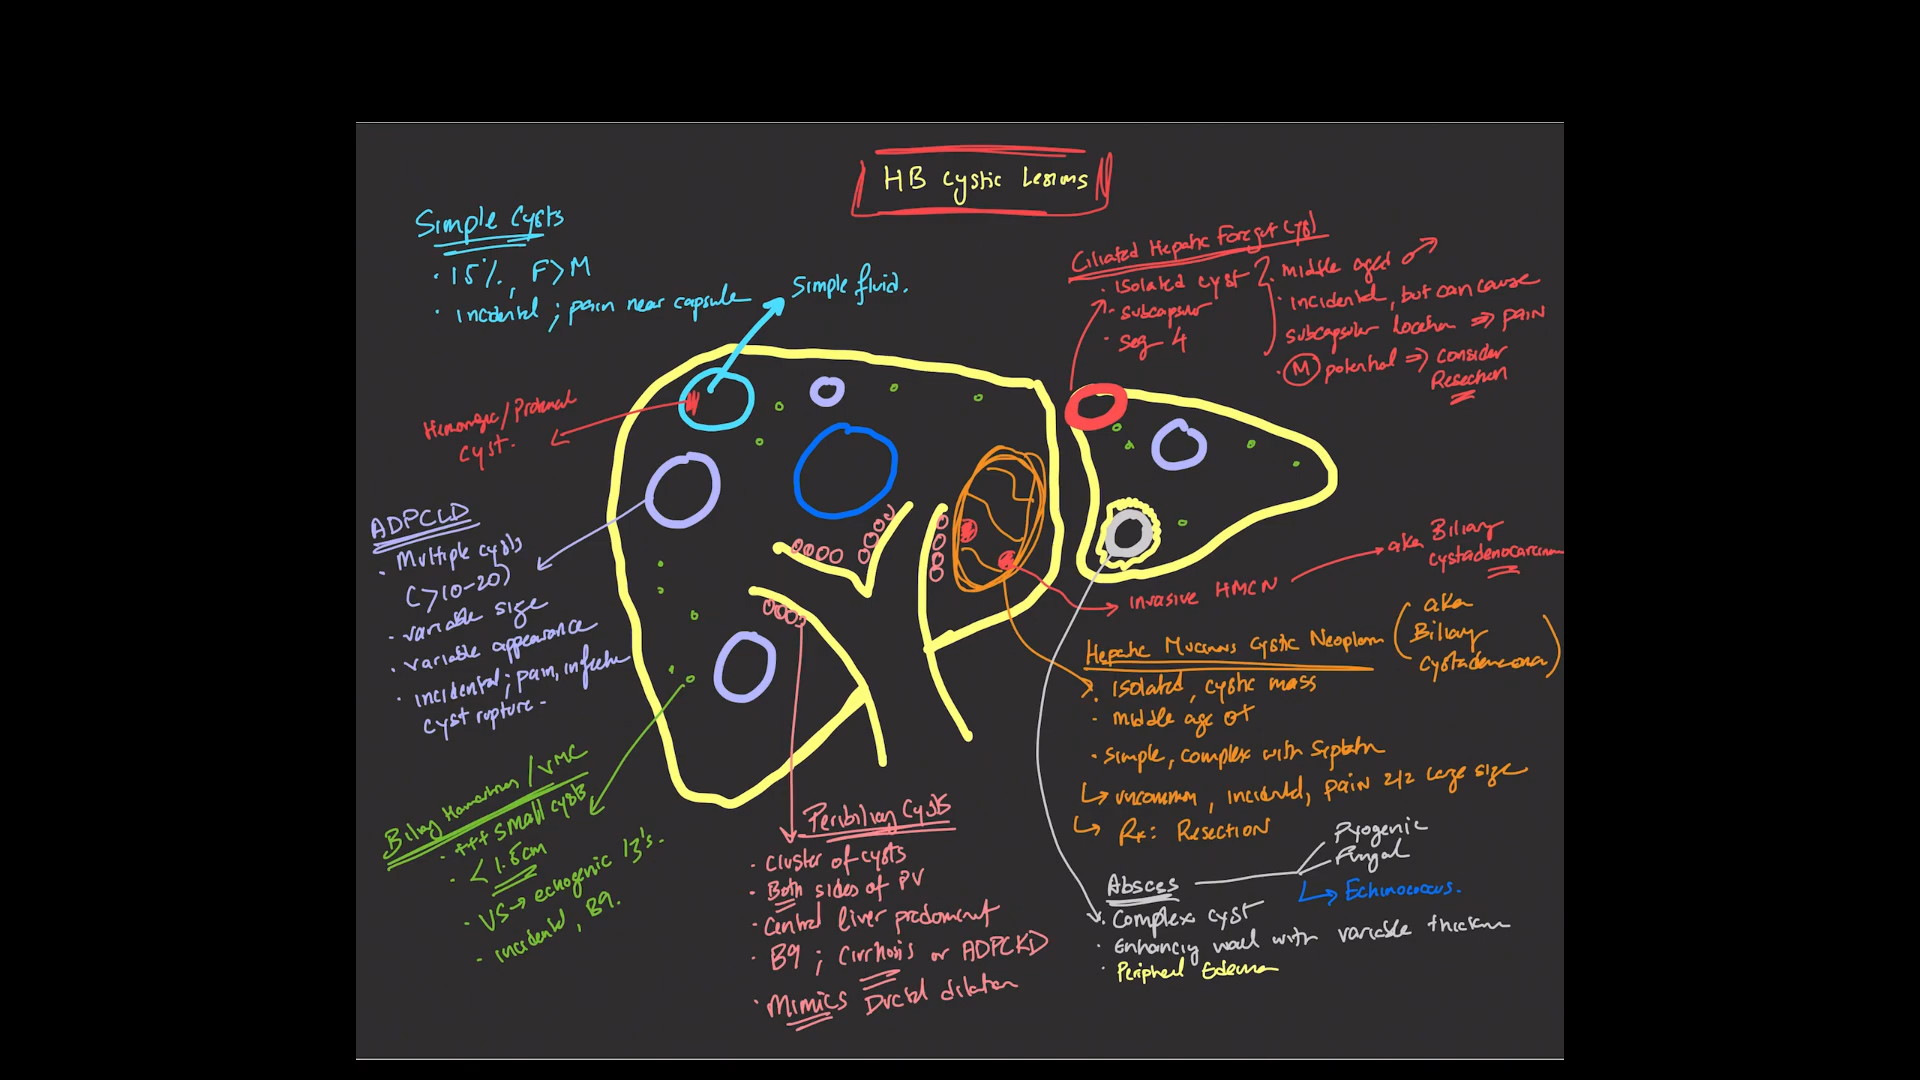 HB Cystic Lesions
Simple Cysts
· 15%, F>M
· incidental ; pain near capsule
Simple fluid.
Ciliated Hepatic Foregut Cyst
· isolated cyst
· subcapsular
· Seg 4
· middle aged ♂
· incidental, but can cause
subcapsular location ⇒ pain
· M potential ⇒ consider
Resection
Hemorragic/Proteinal
cyst.
ADPCLD
· Multiple cysts
(>10-20)
· variable size
· variable appearance
· incidental; pain, infection
cyst rupture-
Invasive HMCN
→ aka Biliary
cystadenocarcinoma
Hepatic Mucinous Cystic Neoplasm
(aka
Biliary
cystadenoma)
· isolated, cystic mass
· middle age ♀
· Simple, complex with Septation
↳ uncommon, incidental, pain 2/2 large size
↳ Rx: Resection
Biliary Hamartomas / VMC
· +++ small cysts
· <1.5cm
· US → echogenic
· incidental, B9.
Peribiliary Cysts
· Cluster of cysts
· Both sides of PV
· Central liver predominant
· B9 ; Cirrhosis or ADPCKD
· Mimics Ductal dilation
Abscess
Pyogenic
Fungal
↳ Echinococcus.
· Complex cyst
· Enhancing wall with variable thickness
· Peripheral Edema